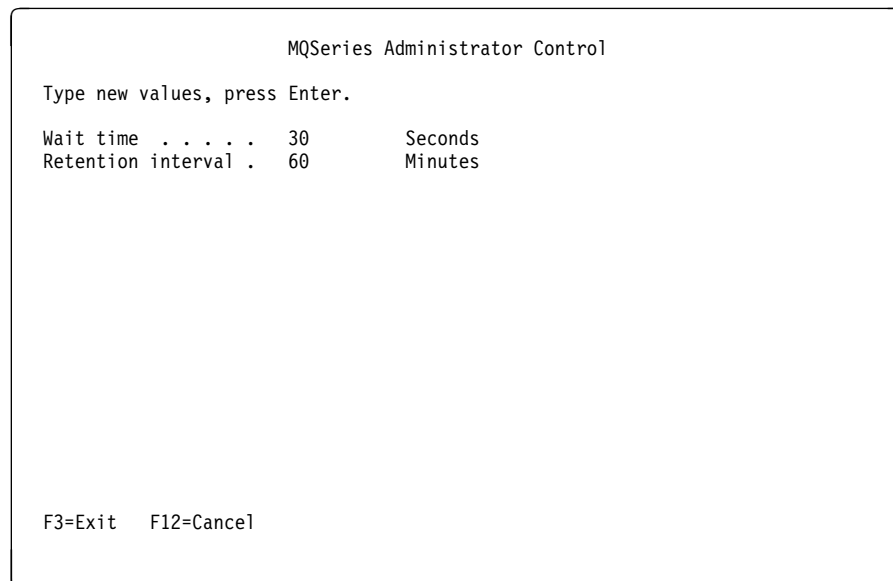 MQSeries Administrator Control
Type new values, press Enter.
Wait time . . . . . 30 Seconds
Retention interval . 60 Minutes
F3=Exit F12=Cancel